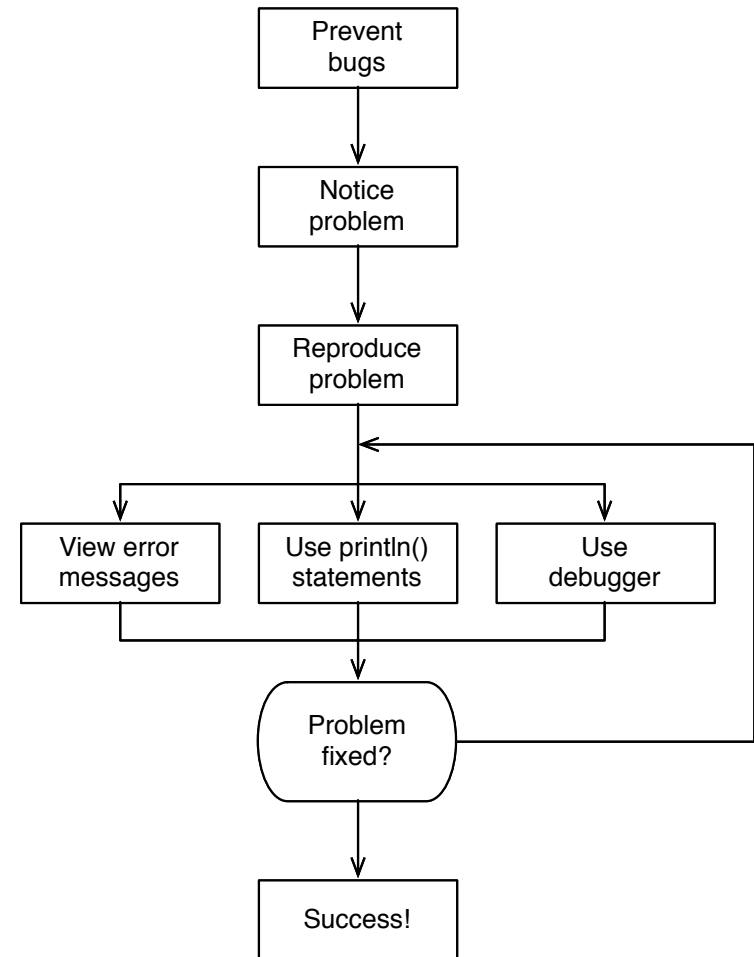 Prevent
bugs
Notice
problem
Reproduce
problem
View error
messages
Use println()
statements
Use
debugger
Problem
fixed?
Success!